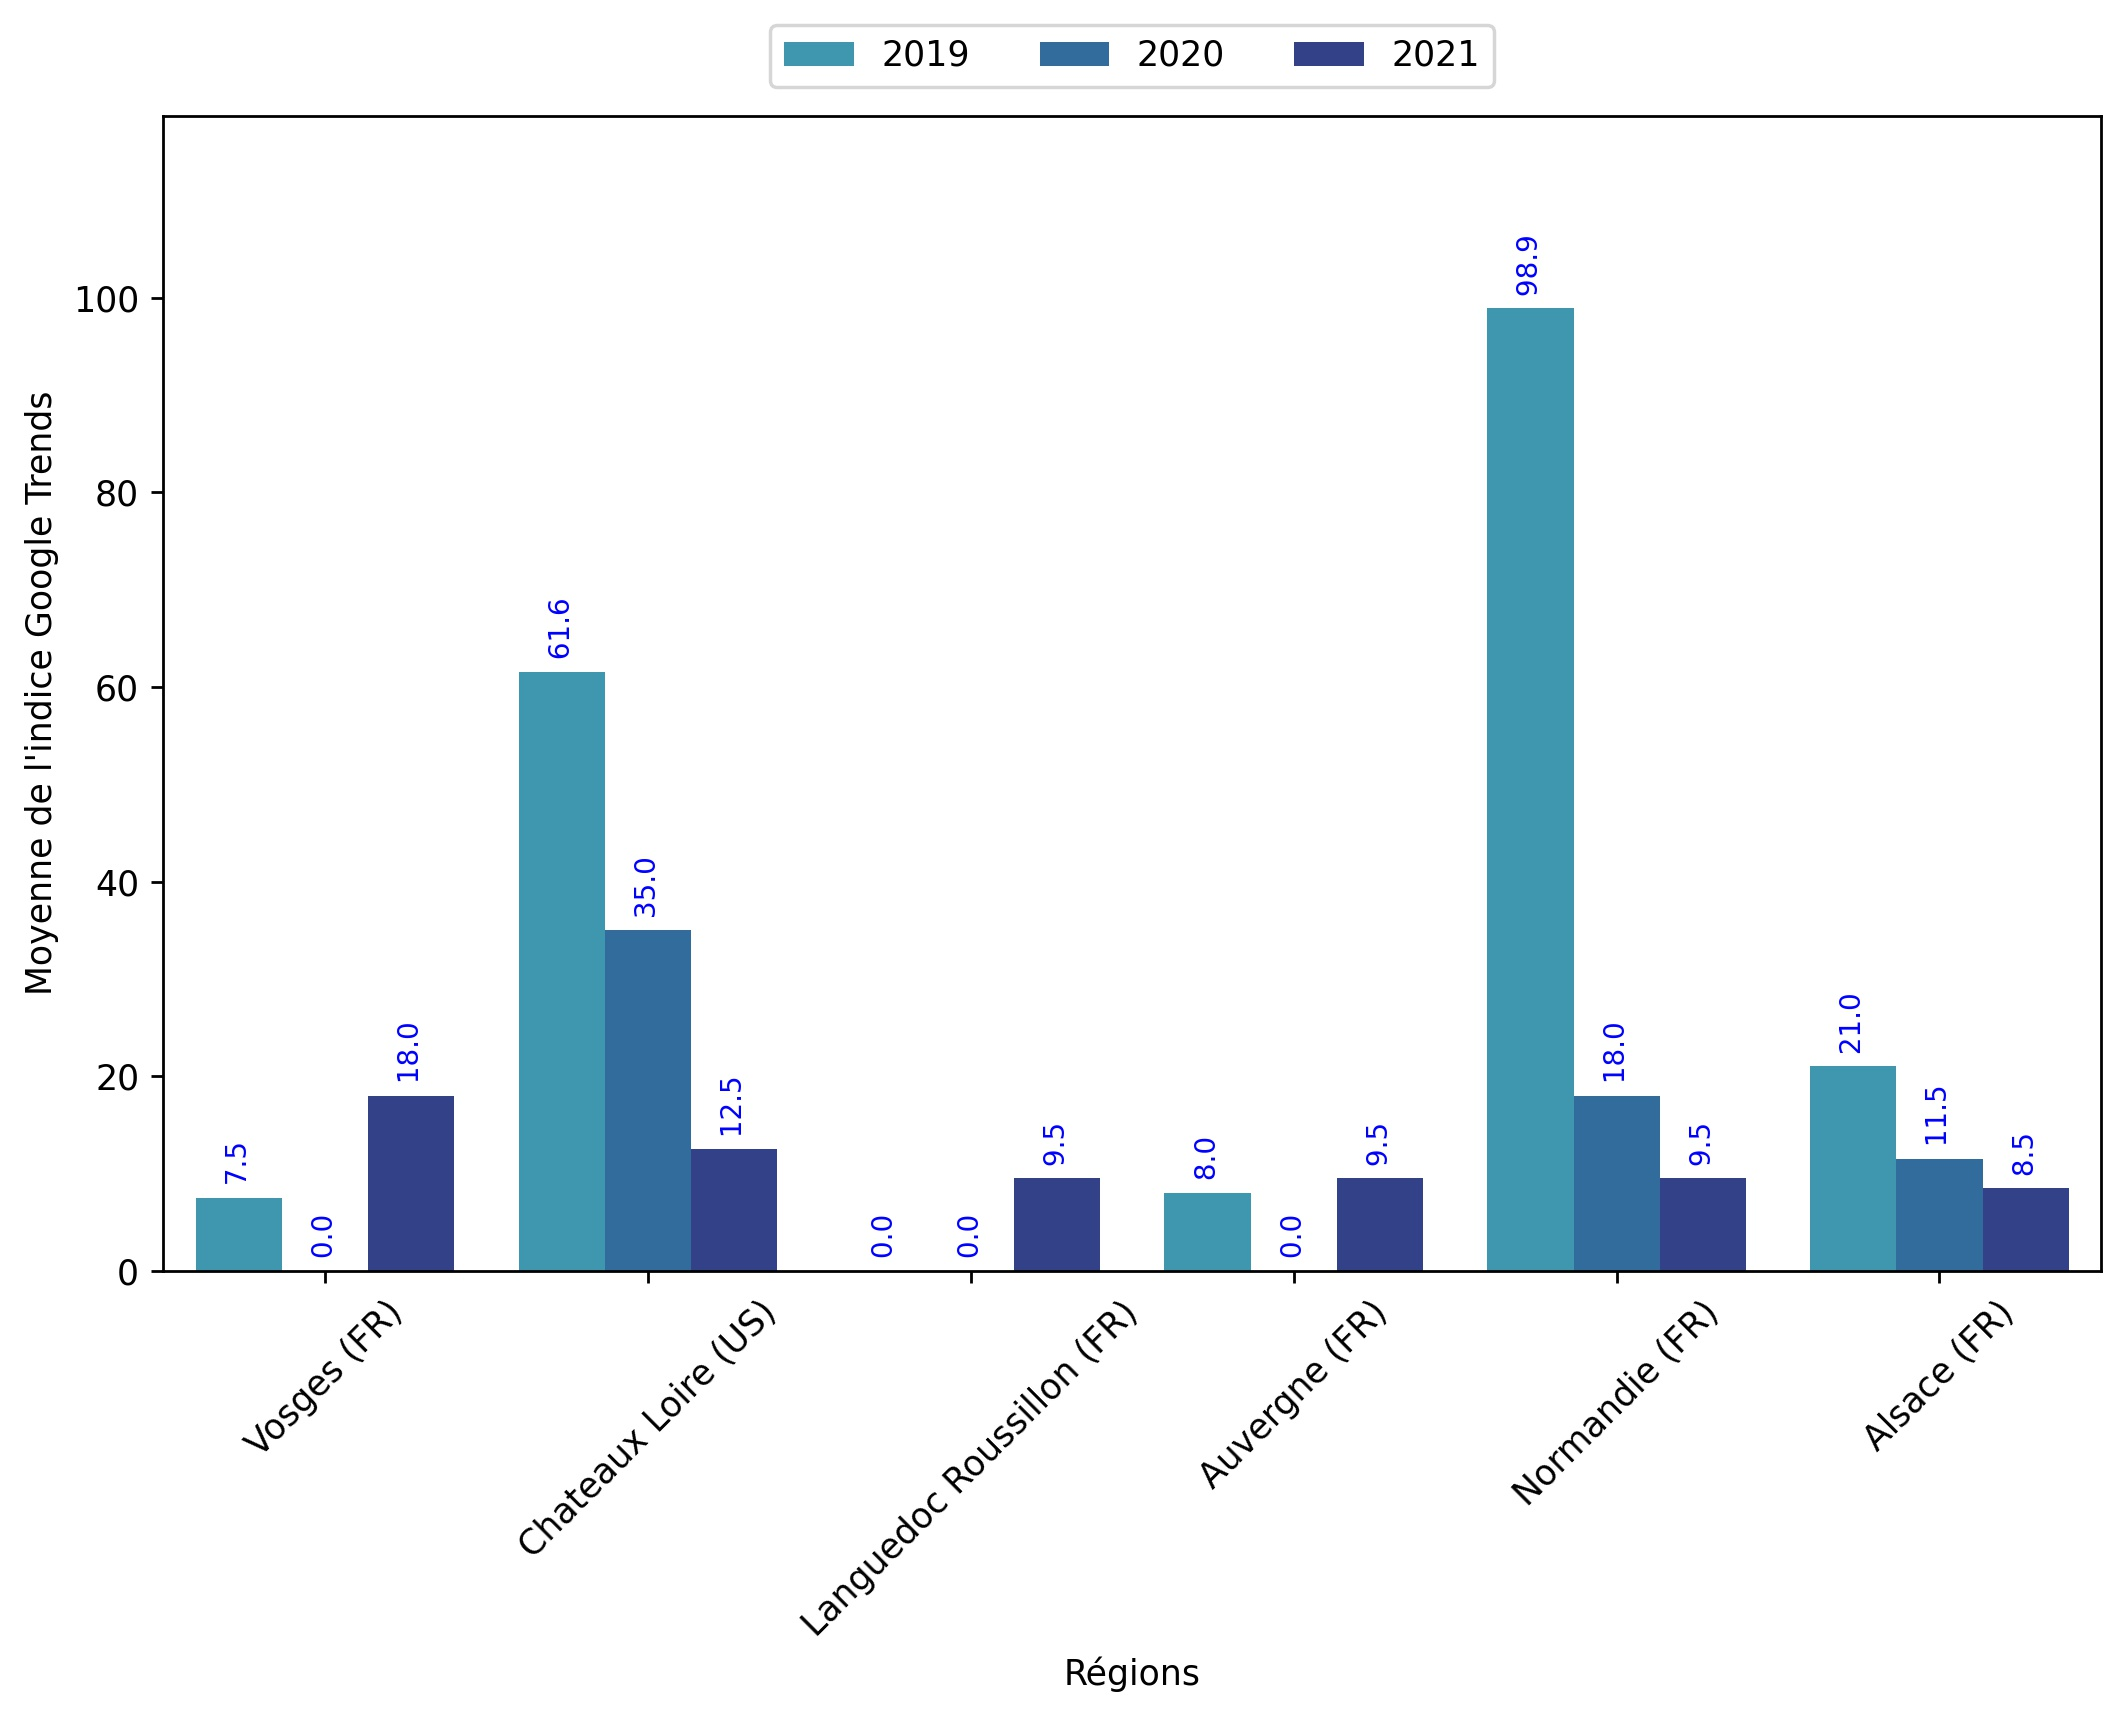 2019 2020 2021
Moyenne de l'indice Google Trends
100
80
60
40
20
0
7.5 0.0 18.0
61.6 35.0 12.5
0.0 0.0 9.5
8.0 0.0 9.5
98.9 18.0 9.5
21.0 11.5 8.5
Vosges (FR)
Chateaux Loire (US)
Languedoc Roussillon (FR)
Auvergne (FR)
Normandie (FR)
Alsace (FR)
Régions